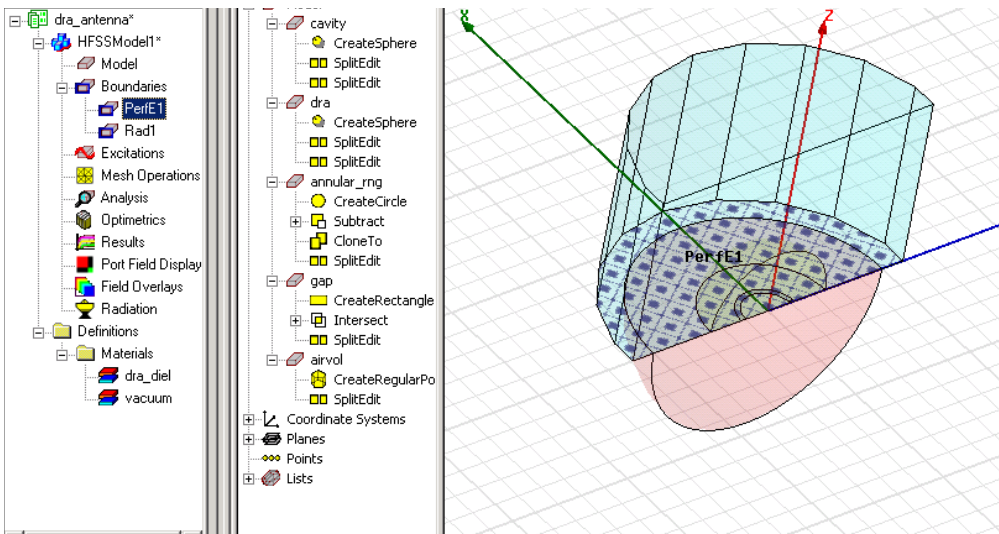 dra_antenna*
HFSSModel1*
Model
Boundaries
PerfE1
Rad1
Excitations
Mesh Operations
Analysis
Optimetrics
Results
Port Field Display
Field Overlays
Radiation
Definitions
Materials
dra_diel
vacuum
cavity
CreateSphere
SplitEdit
SplitEdit
dra
CreateSphere
SplitEdit
SplitEdit
annular_rng
CreateCircle
Subtract
CloneTo
SplitEdit
gap
CreateRectangle
Intersect
SplitEdit
airvol
CreateRegularPo
SplitEdit
Coordinate Systems
Planes
Points
Lists
Z
PerfE1